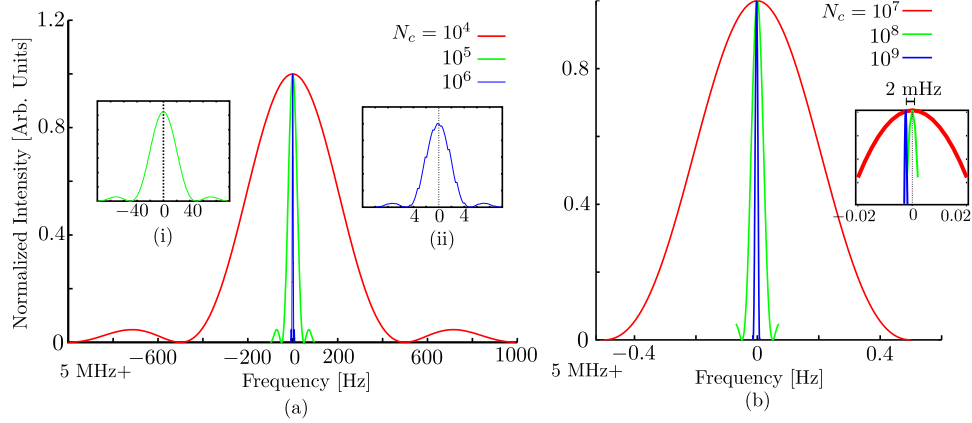 1.2
0.8
0.4
0
Normalized Intensity [Arb. Units]
N_c = 10^4
10^5
10^6
−40 0 40
(i)
4 0 4
(ii)
−600 −200 0 200 600 1000
5 MHz+
Frequency [Hz]
(a)
0.8
0.4
0
N_c = 10^7
10^8
10^9
2 mHz
−0.02 0 0.02
−0.4 0 0.4
5 MHz+
Frequency [Hz]
(b)